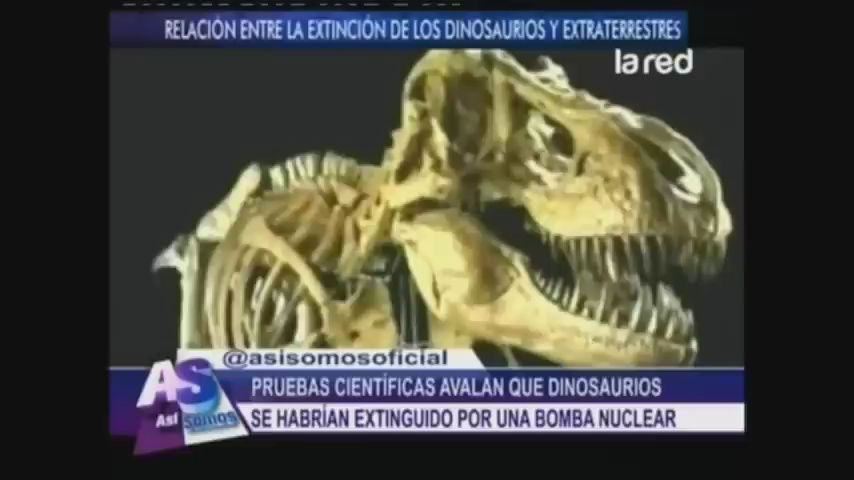 RELACIÓN ENTRE LA EXTINCIÓN DE LOS DINOSAURIOS Y EXTRATERRESTRES
la red
@asisomosoficial
AS
Así Somos
PRUEBAS CIENTÍFICAS AVALAN QUE DINOSAURIOS
SE HABRÍAN EXTINGUIDO POR UNA BOMBA NUCLEAR